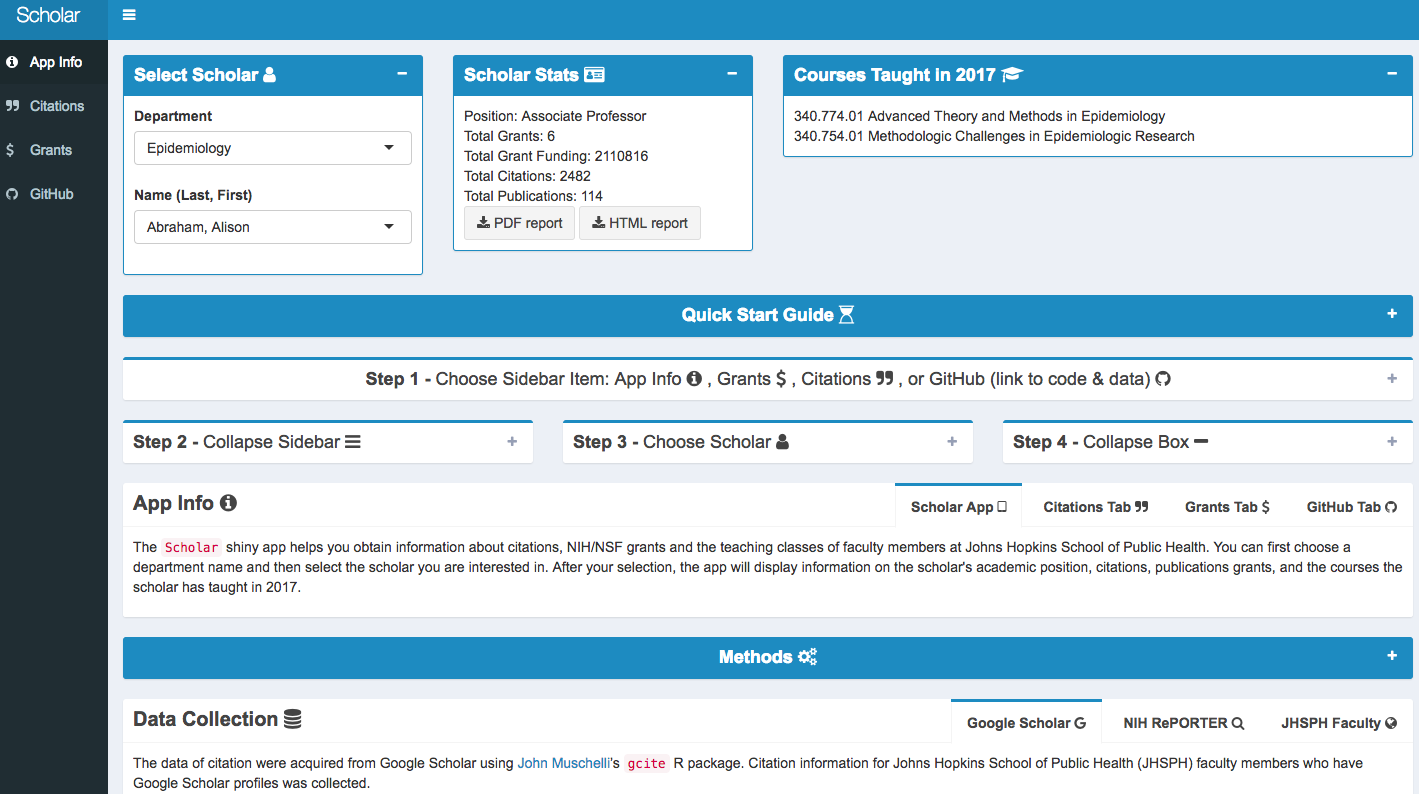 Scholar
App Info
Citations
Grants
GitHub
Select Scholar
Department
Epidemiology
Name (Last, First)
Abraham, Alison
Scholar Stats
Position: Associate Professor
Total Grants: 6
Total Grant Funding: 2110816
Total Citations: 2482
Total Publications: 114
PDF report HTML report
Courses Taught in 2017
340.774.01 Advanced Theory and Methods in Epidemiology
340.754.01 Methodologic Challenges in Epidemiologic Research
Quick Start Guide
Step 1 - Choose Sidebar Item: App Info , Grants $ , Citations , or GitHub (link to code & data)
Step 2 - Collapse Sidebar
Step 3 - Choose Scholar
Step 4 - Collapse Box
App Info
Scholar App Citations Tab Grants Tab $ GitHub Tab
The Scholar shiny app helps you obtain information about citations, NIH/NSF grants and the teaching classes of faculty members at Johns Hopkins School of Public Health. You can first choose a
department name and then select the scholar you are interested in. After your selection, the app will display information on the scholar's academic position, citations, publications grants, and the courses the
scholar has taught in 2017.
Methods
Data Collection
Google Scholar G NIH RePORTER JHSPH Faculty
The data of citation were acquired from Google Scholar using John Muschelli's gcite R package. Citation information for Johns Hopkins School of Public Health (JHSPH) faculty members who have
Google Scholar profiles was collected.